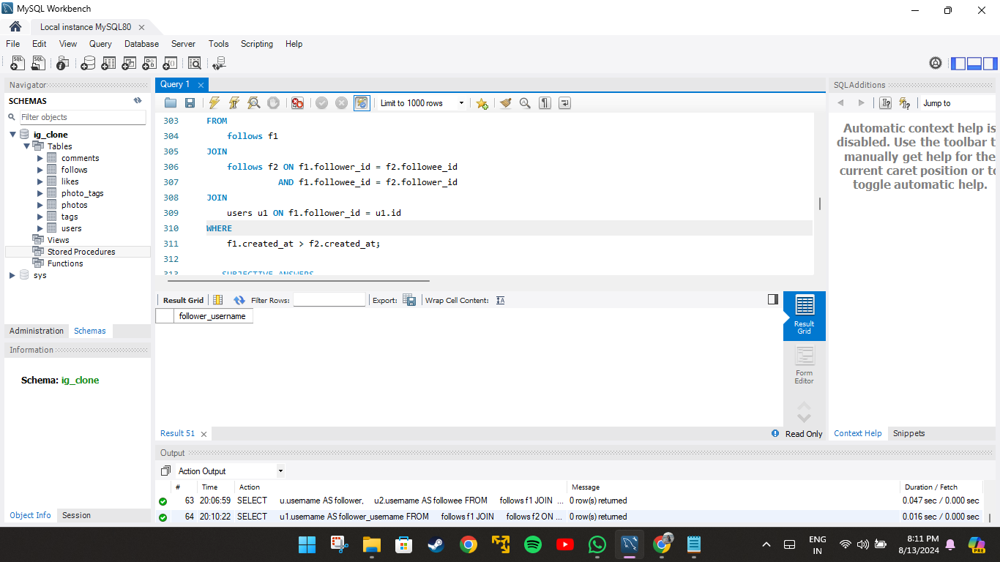 MySQL Workbench
Local instance MySQL80
File Edit View Query Database Server Tools Scripting Help
Navigator
SCHEMAS
Filter objects
ig_clone
Tables
comments
follows
likes
photo_tags
photos
tags
users
Views
Stored Procedures
Functions
sys
Administration Schemas
Information
Schema: ig_clone
Object Info Session
Query 1
Limit to 1000 rows
303 FROM
304 follows f1
305 JOIN
306 follows f2 ON f1.follower_id = f2.followee_id
307 AND f1.followee_id = f2.follower_id
308 JOIN
309 users u1 ON f1.follower_id = u1.id
310 WHERE
311 f1.created_at > f2.created_at;
312
313 SUBJECTIVE ANSWERS
Result Grid Filter Rows: Export: Wrap Cell Content:
follower_username
Result Grid
Form Editor
Result 51
Read Only
SQLAdditions
Jump to
Automatic context help is
disabled. Use the toolbar t
manually get help for the
current caret position or to
toggle automatic help.
Context Help Snippets
Output
Action Output
# Time Action Message Duration / Fetch
63 20:06:59 SELECT u.username AS follower, u2.username AS followee FROM follows f1 JOIN ... 0 row(s) returned 0.047 sec / 0.000 sec
64 20:10:22 SELECT u1.username AS follower_username FROM follows f1 JOIN follows f2 ON ... 0 row(s) returned 0.016 sec / 0.000 sec
ENG
IN
8:11 PM
8/13/2024
PRE